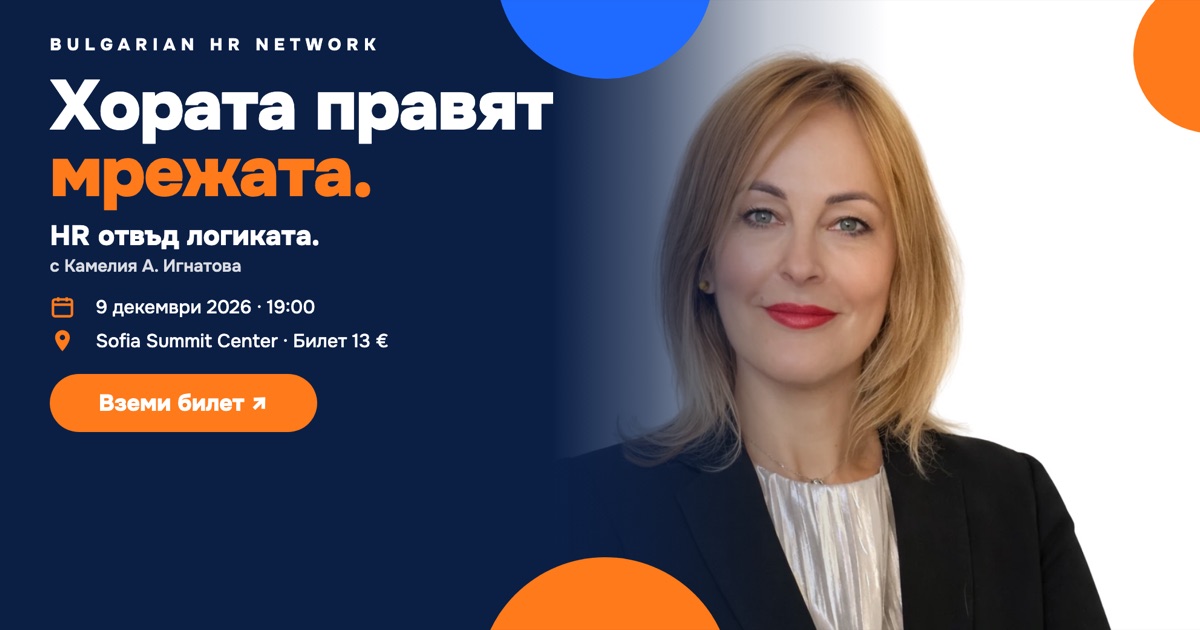 BULGARIAN HR NETWORK
Хората правят
мрежата.
HR отвъд логиката.
с Камелия А. Игнатова
9 декември 2026 · 19:00
Sofia Summit Center · Билет 13 €
Вземи билет ↗